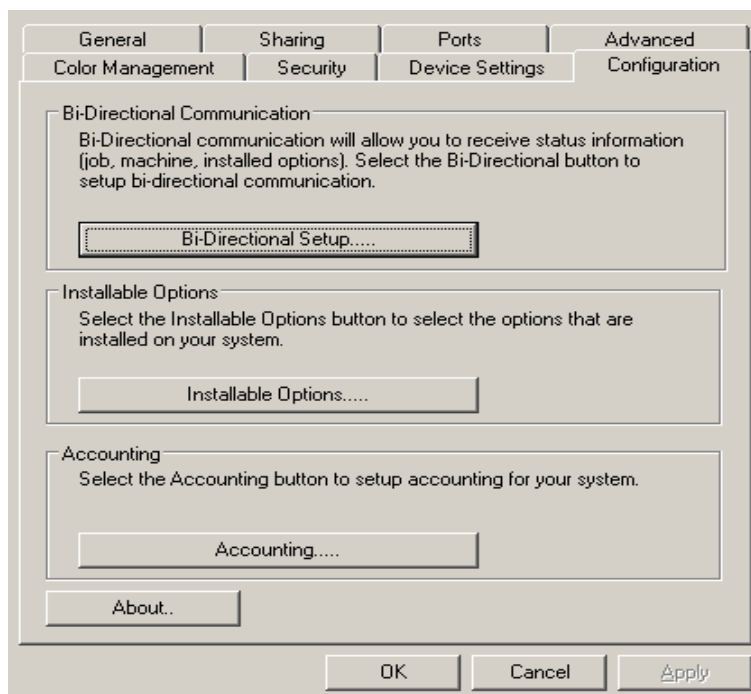 General Sharing Ports Advanced
Color Management Security Device Settings Configuration
Bi-Directional Communication
Bi-Directional communication will allow you to receive status information
(job, machine, installed options). Select the Bi-Directional button to
setup bi-directional communication.
Bi-Directional Setup.....
Installable Options
Select the Installable Options button to select the options that are
installed on your system.
Installable Options.....
Accounting
Select the Accounting button to setup accounting for your system.
Accounting.....
About..
OK Cancel Apply